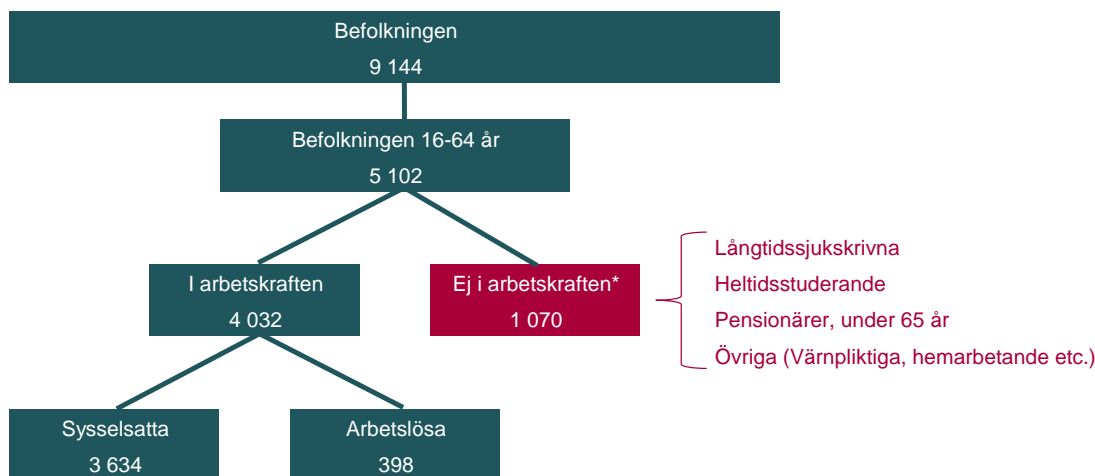 Befolkningen
9 144
Befolkningen 16-64 år
5 102
I arbetskraften
4 032
Ej i arbetskraften*
1 070
Långtidssjukskrivna
Heltidsstuderande
Pensionärer, under 65 år
Övriga (Värnpliktiga, hemarbetande etc.)
Sysselsatta
3 634
Arbetslösa
398